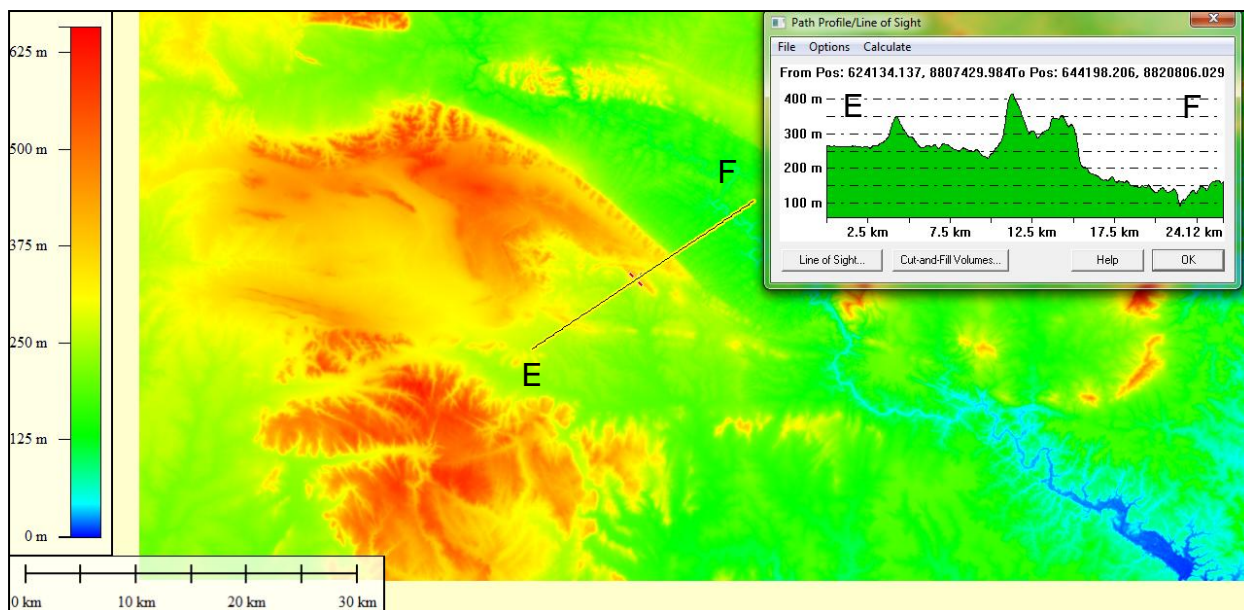 625 m
500 m
375 m
250 m
125 m
0 m
0 km 10 km 20 km 30 km
E
F
Path Profile/Line of Sight
File Options Calculate
From Pos: 624134.137, 8807429.984 To Pos: 644198.206, 8820806.029
E F
400 m
300 m
200 m
100 m
2.5 km 7.5 km 12.5 km 17.5 km 24.12 km
Line of Sight... Cut-and-Fill Volumes... Help OK